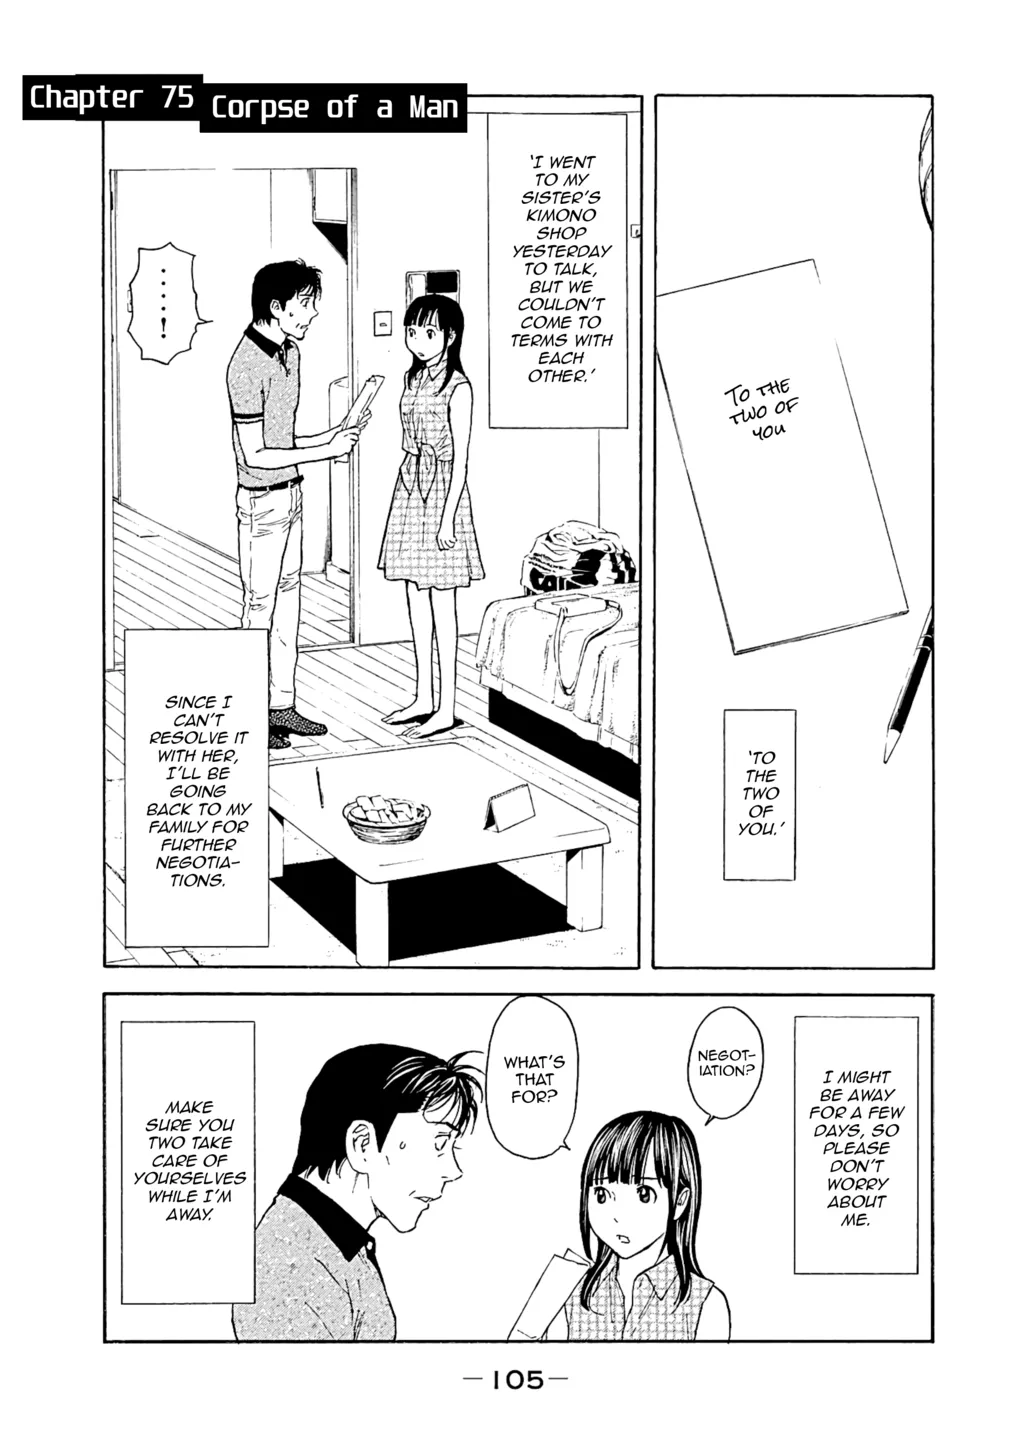 Chapter 75
Corpse of a Man
TO THE
TWO OF
YOU
'TO
THE
TWO
OF
YOU.'
'I WENT
TO MY
SISTER'S
KIMONO
SHOP
YESTERDAY
TO TALK,
BUT WE
COULDN'T
COME TO
TERMS WITH
EACH
OTHER.'
.....!
SINCE I
CAN'T
RESOLVE IT
WITH HER,
I'LL BE
GOING
BACK TO MY
FAMILY FOR
FURTHER
NEGOTIA-
TIONS.
I MIGHT
BE AWAY
FOR A FEW
DAYS, SO
PLEASE
DON'T
WORRY
ABOUT
ME.
NEGOT-
IATION?
WHAT'S
THAT
FOR?
MAKE
SURE YOU
TWO TAKE
CARE OF
YOURSELVES
WHILE I'M
AWAY.
—105—